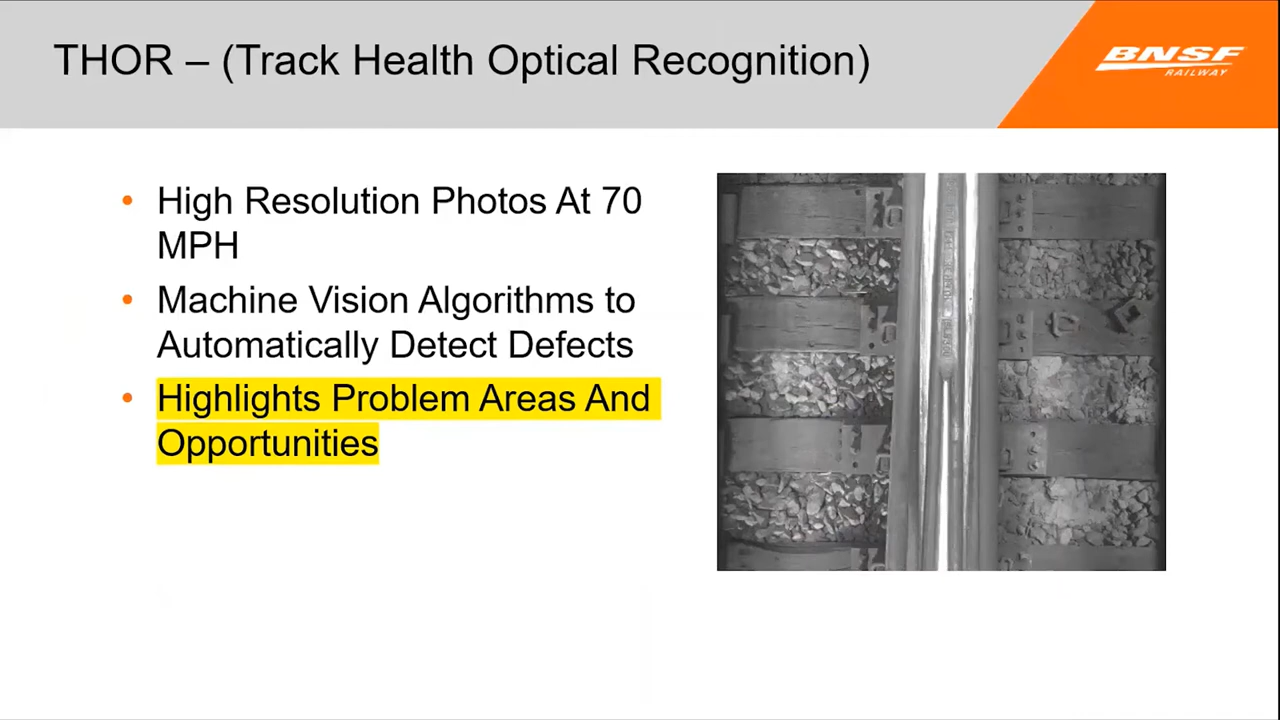 THOR – (Track Health Optical Recognition)
BNSF
RAILWAY
• High Resolution Photos At 70
MPH
• Machine Vision Algorithms to
Automatically Detect Defects
• Highlights Problem Areas And
Opportunities